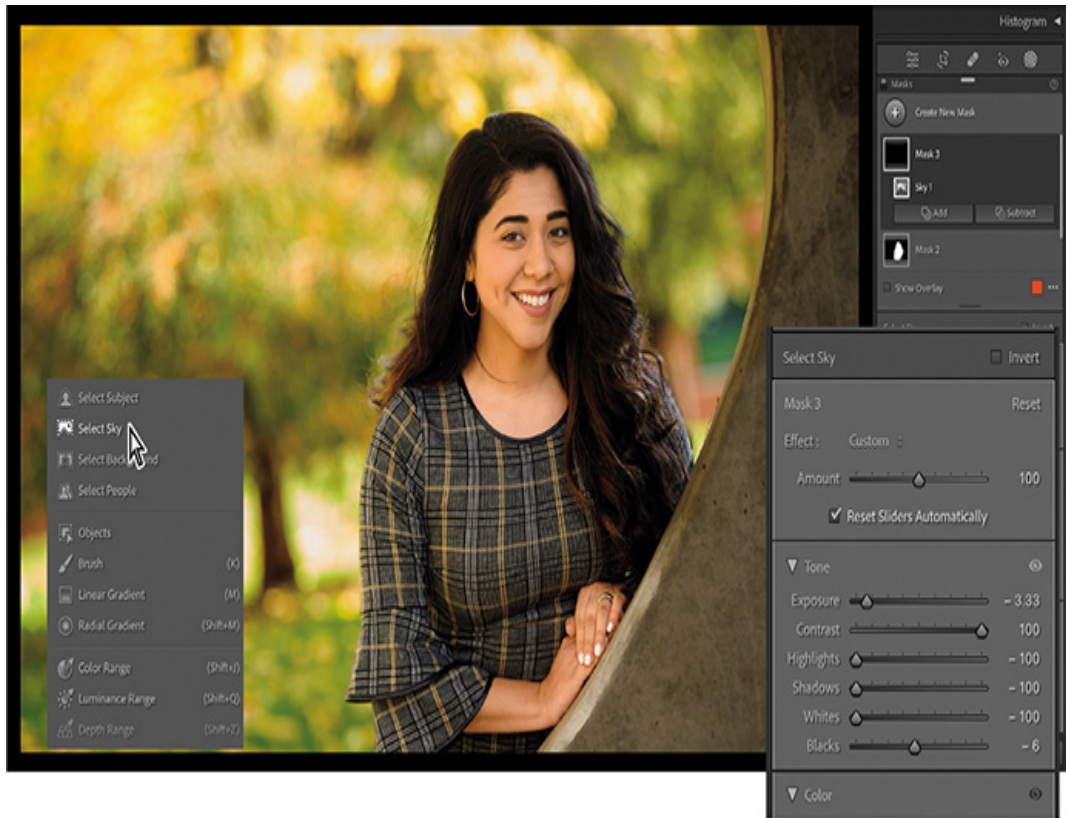 Histogram
Masks
Create New Mask
Mask 3
Sky 1
Add Subtract
Mask 2
Show Overlay
Select Subject
Select Sky
Select Background
Select People
Objects
Brush (K)
Linear Gradient (M)
Radial Gradient (Shift+M)
Color Range (Shift+J)
Luminance Range (Shift+Q)
Depth Range (Shift+Z)
Select Sky Invert
Mask 3 Reset
Effect : Custom
Amount 100
Reset Sliders Automatically
Tone
Exposure – 3.33
Contrast 100
Highlights – 100
Shadows – 100
Whites – 100
Blacks – 6
Color